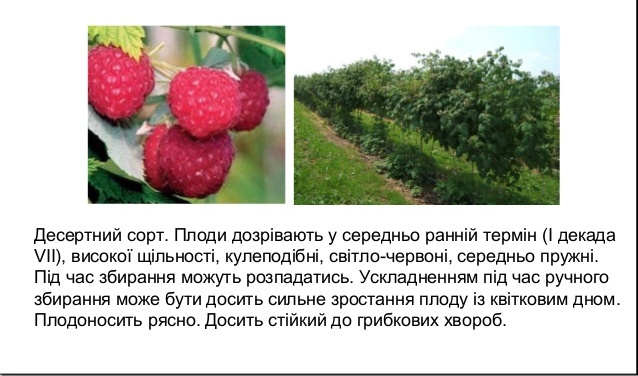 Десертний сорт. Плоди дозрівають у середньо ранній термін (І декада
VII), високої щільності, кулеподібні, світло-червоні, середньо пружні.
Під час збирання можуть розпадатись. Ускладненням під час ручного
збирання може бути досить сильне зростання плоду із квітковим дном.
Плодоносить рясно. Досить стійкий до грибкових хвороб.